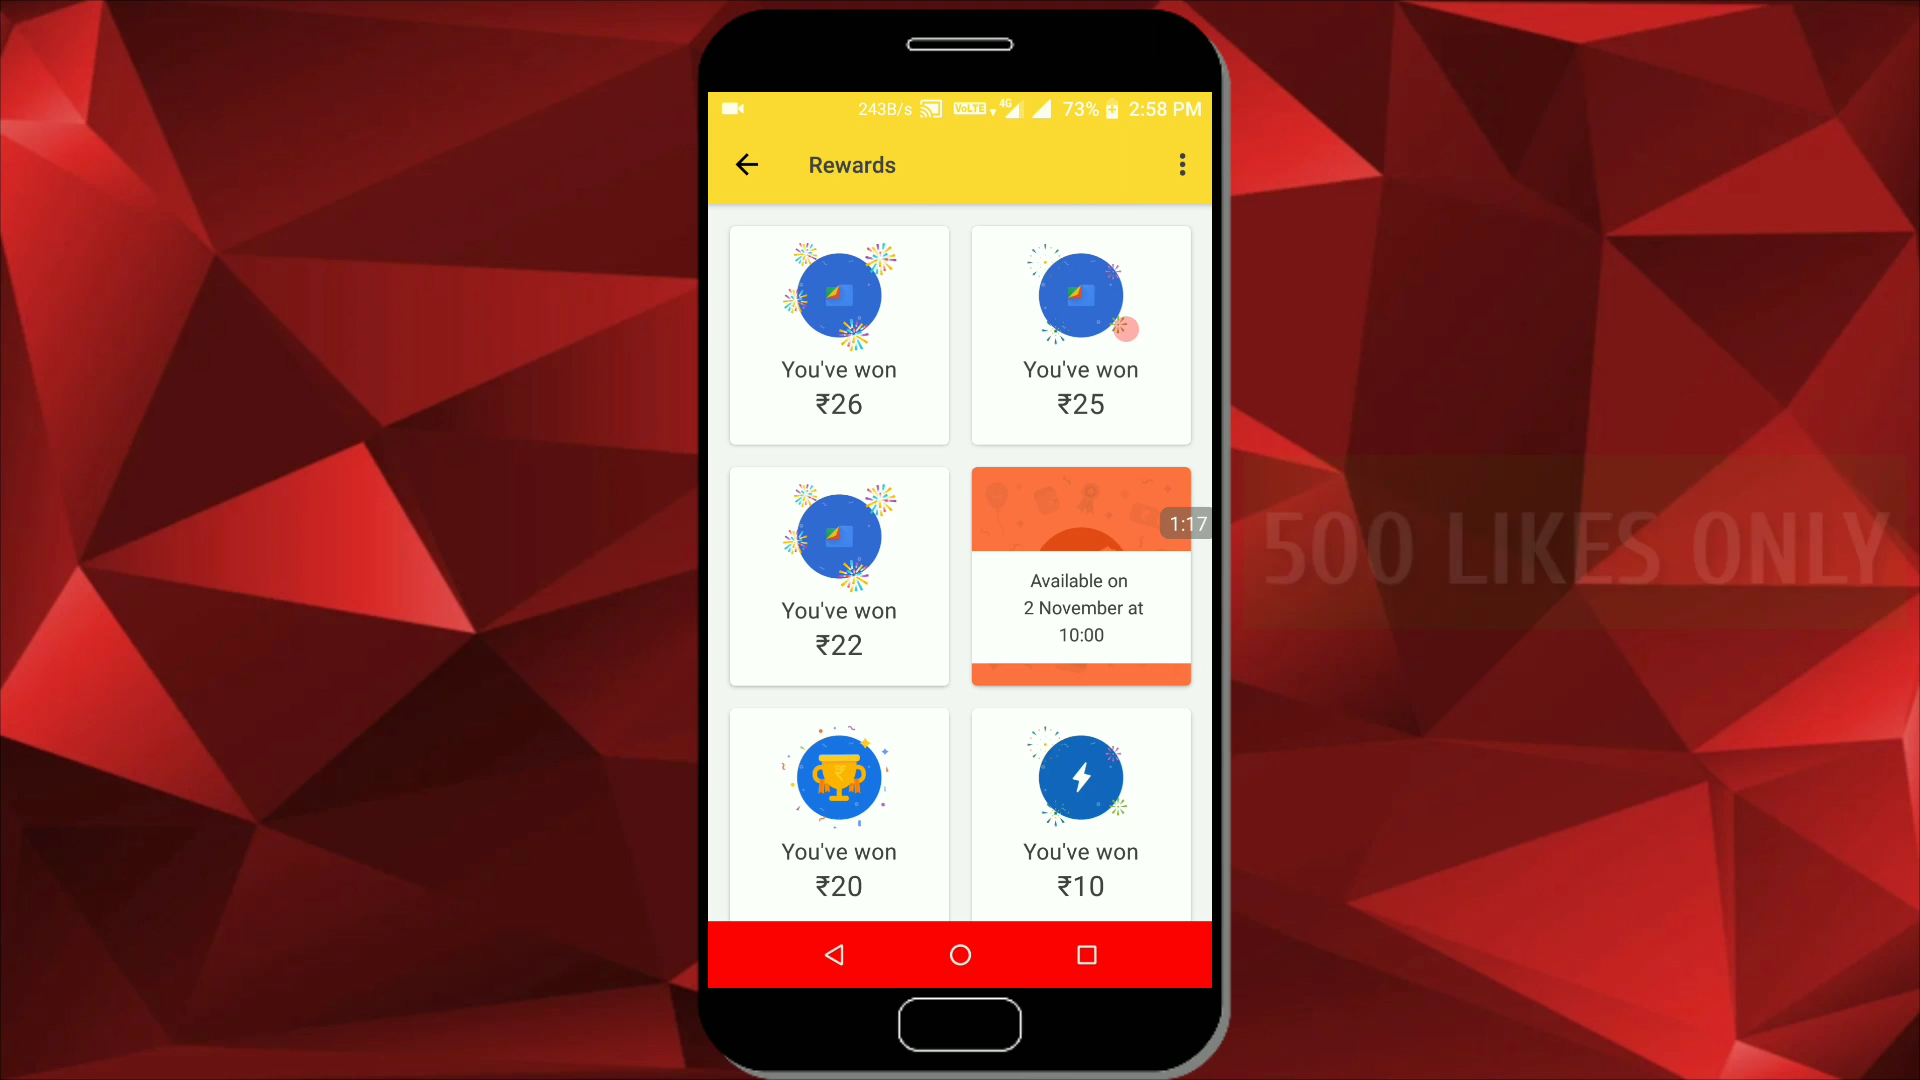 243B/s VoLTE 4G 73% 2:58 PM
Rewards
You've won
₹26
You've won
₹25
You've won
₹22
1:17
Available on
2 November at
10:00
You've won
₹20
You've won
₹10
500 LIKES ONLY